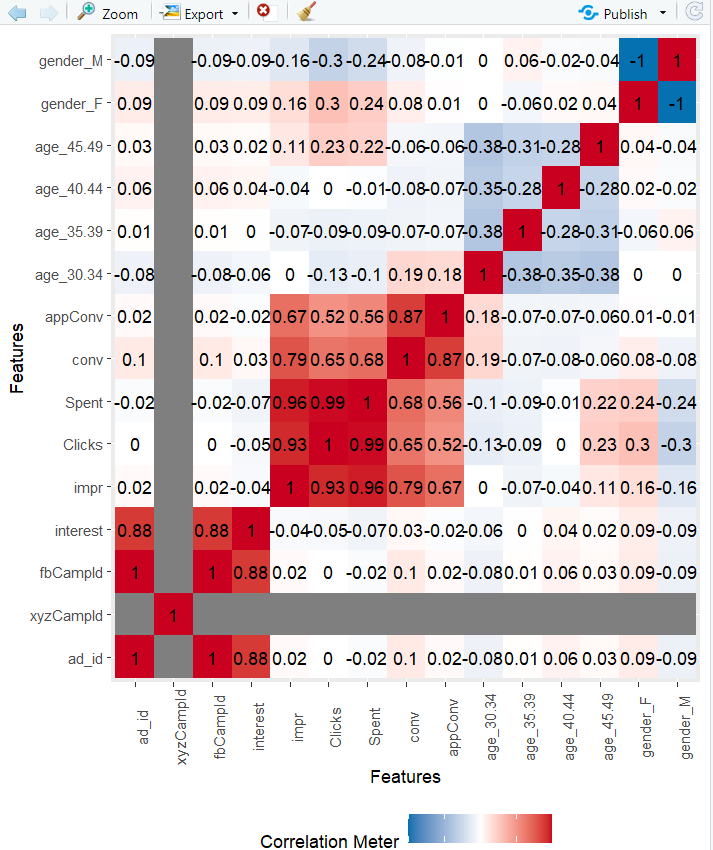 Zoom Export Publish
gender_M -0.09 -0.09 -0.09 -0.16 -0.3 -0.24 -0.08 -0.01 0 0.06 -0.02 -0.04 -1 1
gender_F 0.09 0.09 0.09 0.16 0.3 0.24 0.08 0.01 0 -0.06 0.02 0.04 1 -1
age_45.49 0.03 0.03 0.02 0.11 0.23 0.22 -0.06 -0.06 -0.38 -0.31 -0.28 1 0.04 -0.04
age_40.44 0.06 0.06 0.04 -0.04 0 -0.01 -0.08 -0.07 -0.35 -0.28 1 -0.28 0.02 -0.02
age_35.39 0.01 0.01 0 -0.07 -0.09 -0.09 -0.07 -0.07 -0.38 1 -0.28 -0.31 -0.06 0.06
age_30.34 -0.08 -0.08 -0.06 0 -0.13 -0.1 0.19 0.18 1 -0.38 -0.35 -0.38 0 0
appConv 0.02 0.02 -0.02 0.67 0.52 0.56 0.87 1 0.18 -0.07 -0.07 -0.06 0.01 -0.01
conv 0.1 0.1 0.03 0.79 0.65 0.68 1 0.87 0.19 -0.07 -0.08 -0.06 0.08 -0.08
Spent -0.02 -0.02 -0.07 0.96 0.99 1 0.68 0.56 -0.1 -0.09 -0.01 0.22 0.24 -0.24
Clicks 0 0 -0.05 0.93 1 0.99 0.65 0.52 -0.13 -0.09 0 0.23 0.3 -0.3
impr 0.02 0.02 -0.04 1 0.93 0.96 0.79 0.67 0 -0.07 -0.04 0.11 0.16 -0.16
interest 0.88 0.88 1 -0.04 -0.05 -0.07 0.03 -0.02 -0.06 0 0.04 0.02 0.09 -0.09
fbCampId 1 1 0.88 0.02 0 -0.02 0.1 0.02 -0.08 0.01 0.06 0.03 0.09 -0.09
xyzCampId 1
ad_id 1 1 0.88 0.02 0 -0.02 0.1 0.02 -0.08 0.01 0.06 0.03 0.09 -0.09
Features
ad_id xyzCampId fbCampId interest impr Clicks Spent conv appConv age_30.34 age_35.39 age_40.44 age_45.49 gender_F gender_M
Features
Correlation Meter